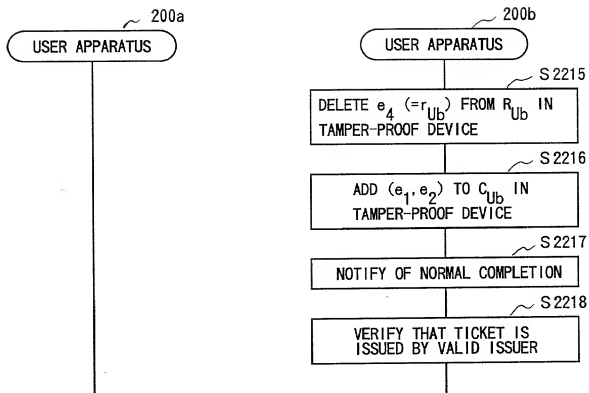 200a
USER APPARATUS
200b
USER APPARATUS
S2215
DELETE e4 (=rUb) FROM RUb IN
TAMPER-PROOF DEVICE
S2216
ADD (e1,e2) TO CUb IN
TAMPER-PROOF DEVICE
S2217
NOTIFY OF NORMAL COMPLETION
S2218
VERIFY THAT TICKET IS
ISSUED BY VALID ISSUER